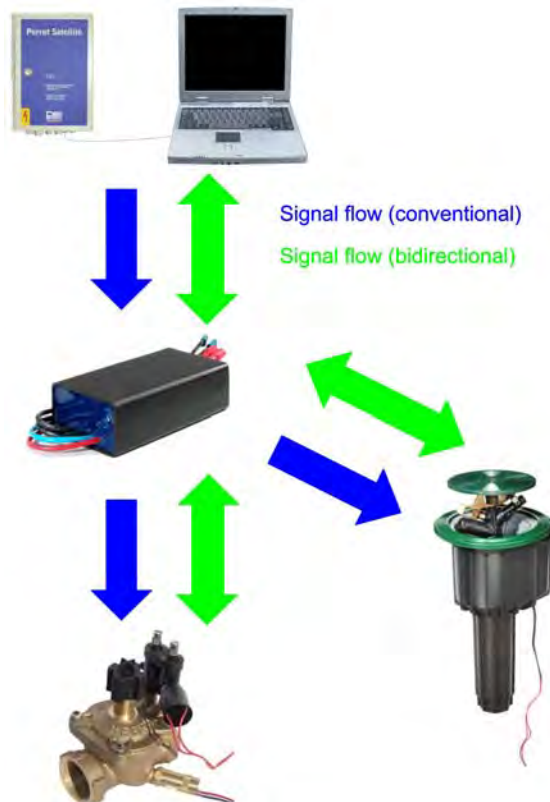 Perrot Satellite
Signal flow (conventional)
Signal flow (bidirectional)